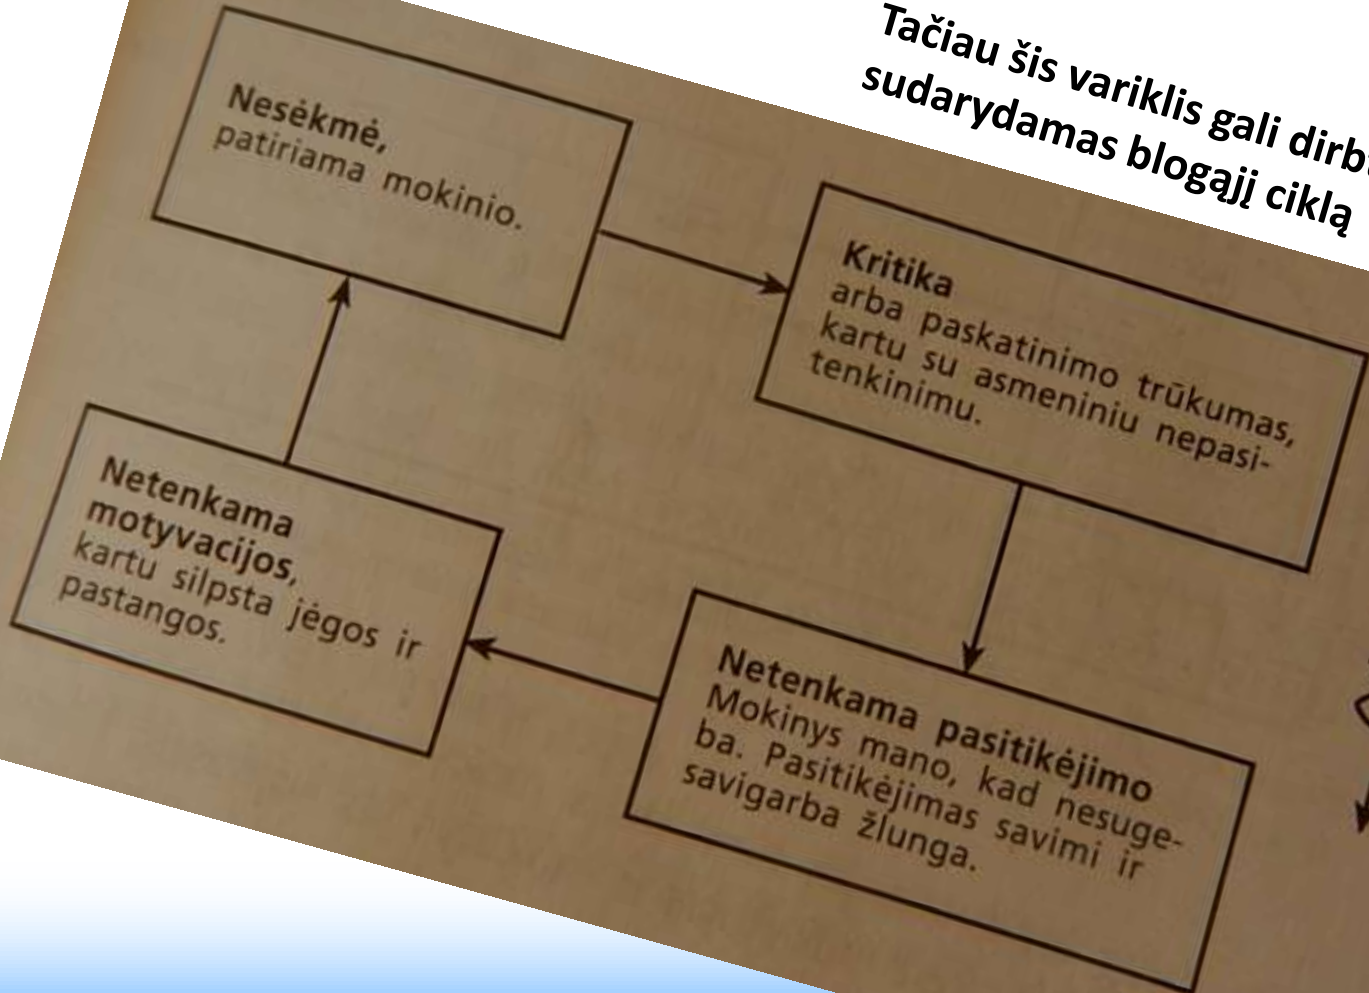 Tačiau šis variklis gali
sudarydamas blogąjį ciklą
Nesėkmė,
patiriama mokinio.
Kritika
arba paskatinimo trūkumas,
kartu su asmeniniu nepasi-
tenkinimu.
Netenkama pasitikėjimo
Mokinys mano, kad nesuge-
ba. Pasitikėjimas savimi ir
savigarba žlunga.
Netenkama
motyvacijos,
kartu silpsta jėgos ir
pastangos.